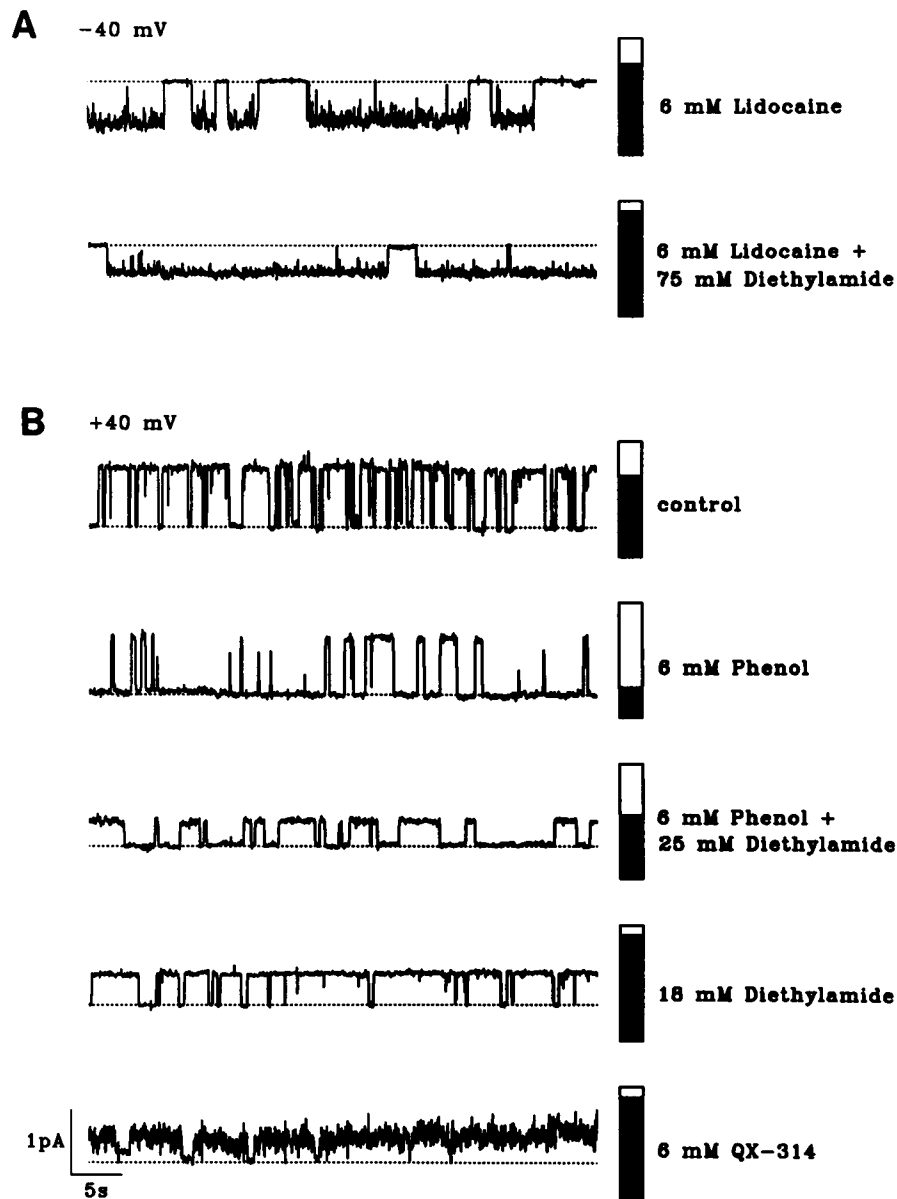 A
-40 mV
6 mM Lidocaine
6 mM Lidocaine +
75 mM Diethylamide
B
+40 mV
control
6 mM Phenol
6 mM Phenol +
25 mM Diethylamide
18 mM Diethylamide
6 mM QX-314
1pA
5s